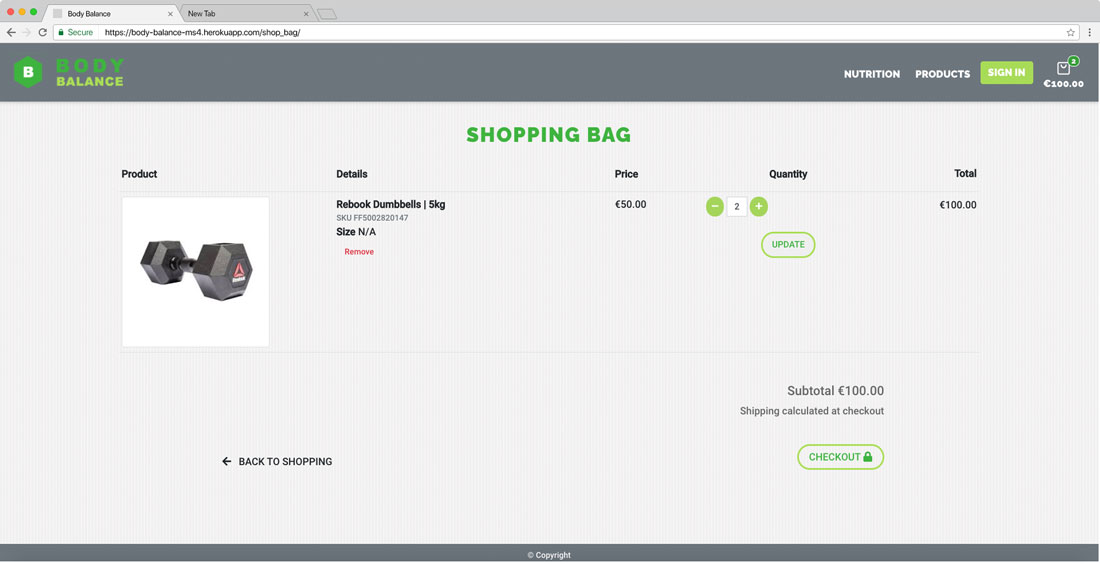 Body Balance
New Tab
Secure
https://body-balance-ms4.herokuapp.com/shop_bag/
B
BODY
BALANCE
NUTRITION
PRODUCTS
SIGN IN
2
€100.00
SHOPPING BAG
Product
Details
Price
Quantity
Total
Rebook Dumbbells | 5kg
€50.00
2
€100.00
SKU FF5002820147
Size N/A
UPDATE
Remove
Subtotal €100.00
Shipping calculated at checkout
CHECKOUT
BACK TO SHOPPING
© Copyright